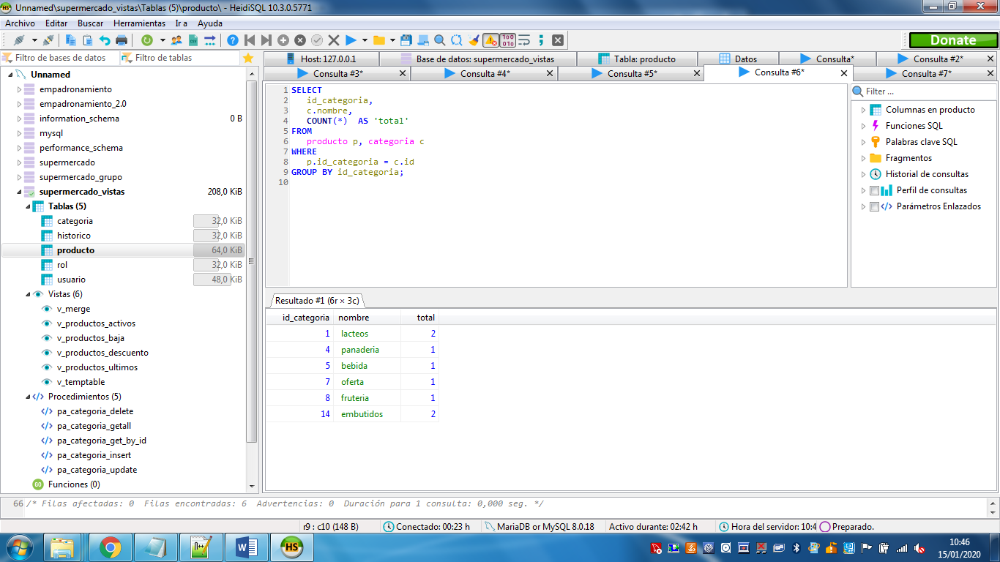 Unnamed\supermercado_vistas\Tablas (5)\producto\ - HeidiSQL 10.3.0.5771
Archivo Editar Buscar Herramientas Ir a Ayuda
Donate
Filtro de bases de datos
Filtro de tablas
Unnamed
empadronamiento
empadronamiento_2.0
information_schema 0 B
mysql
performance_schema
supermercado
supermercado_grupo
supermercado_vistas 208,0 KiB
Tablas (5)
categoria 32,0 KiB
historico 32,0 KiB
producto 64,0 KiB
rol 32,0 KiB
usuario 48,0 KiB
Vistas (6)
v_merge
v_productos_activos
v_productos_baja
v_productos_descuento
v_productos_ultimos
v_temptable
Procedimientos (5)
pa_categoria_delete
pa_categoria_getall
pa_categoria_get_by_id
pa_categoria_insert
pa_categoria_update
GO Funciones (0)
Host: 127.0.0.1 Base de datos: supermercado_vistas Tabla: producto Datos Consulta* Consulta #2*
Consulta #3* Consulta #4* Consulta #5* Consulta #6* Consulta #7*
1 SELECT
2 id_categoria,
3 c.nombre,
4 COUNT(*) AS 'total'
5 FROM
6 producto p, categoria c
7 WHERE
8 p.id_categoria = c.id
9 GROUP BY id_categoria;
10
Filter ...
Columnas en producto
Funciones SQL
Palabras clave SQL
Fragmentos
Historial de consultas
Perfil de consultas
Parámetros Enlazados
Resultado #1 (6r × 3c)
id_categoria nombre total
1 lacteos 2
4 panaderia 1
5 bebida 1
7 oferta 1
8 fruteria 1
14 embutidos 2
66 /* Filas afectadas: 0 Filas encontradas: 6 Advertencias: 0 Duración para 1 consulta: 0,000 seg. */
r9 : c10 (148 B) Conectado: 00:23 h MariaDB or MySQL 8.0.18 Activo durante: 02:42 h Hora del servidor: 10:4 Preparado.
HS
10:46
15/01/2020